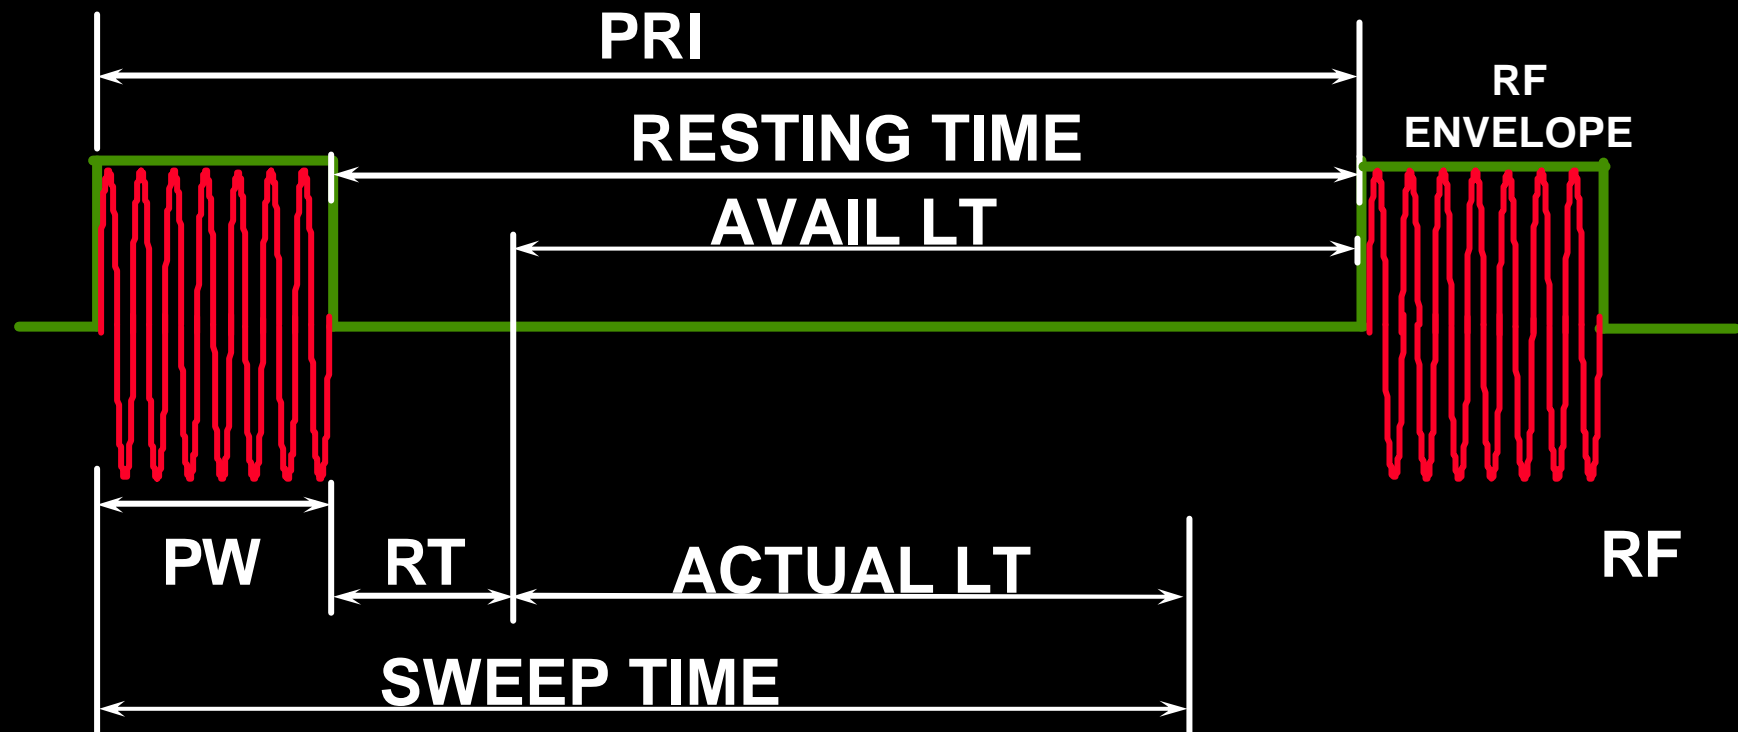 PRI
RF
ENVELOPE
RESTING TIME
AVAIL LT
PW
RT
ACTUAL LT
RF
SWEEP TIME